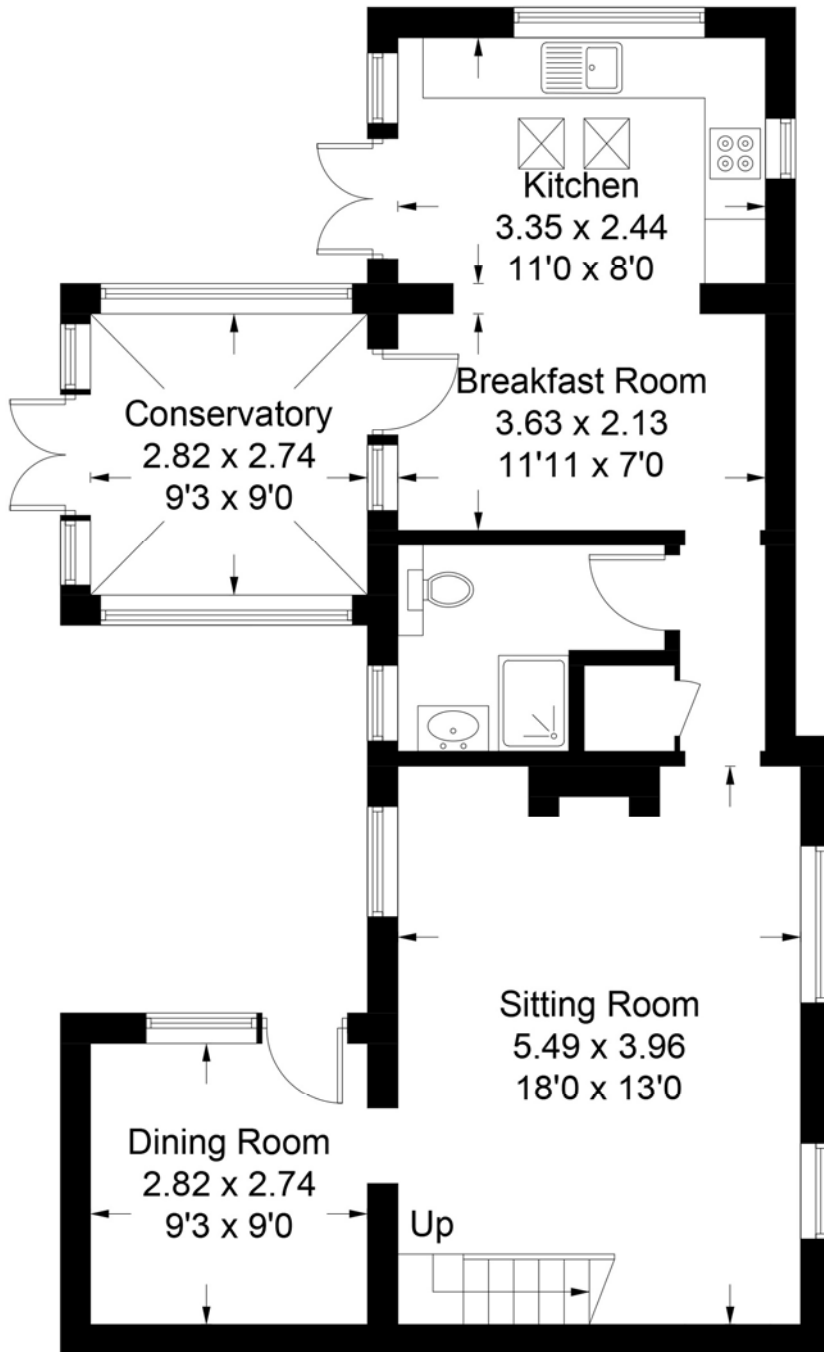 Kitchen
3.35 x 2.44
11'0 x 8'0
Breakfast Room
3.63 x 2.13
11'11 x 7'0
Conservatory
2.82 x 2.74
9'3 x 9'0
Sitting Room
5.49 x 3.96
18'0 x 13'0
Dining Room
2.82 x 2.74
9'3 x 9'0
Up